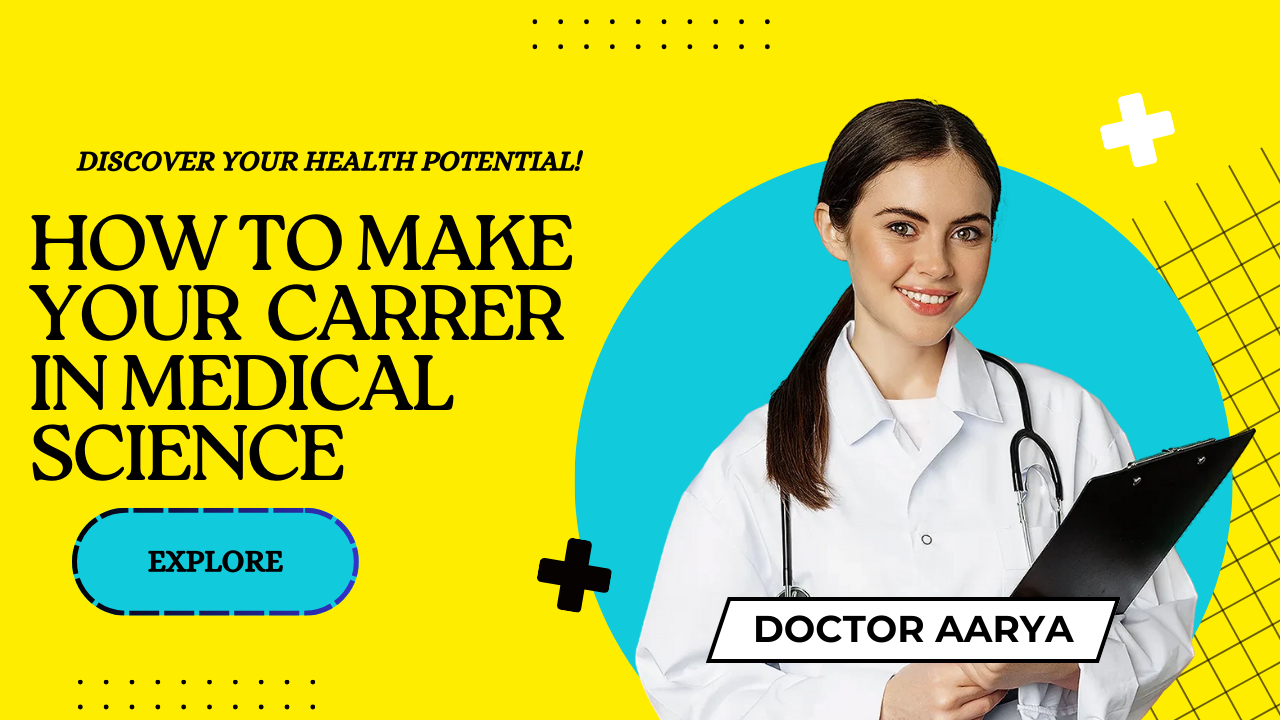 DISCOVER YOUR HEALTH POTENTIAL!
HOW TO MAKE
YOUR CARRER
IN MEDICAL
SCIENCE
EXPLORE
DOCTOR AARYA